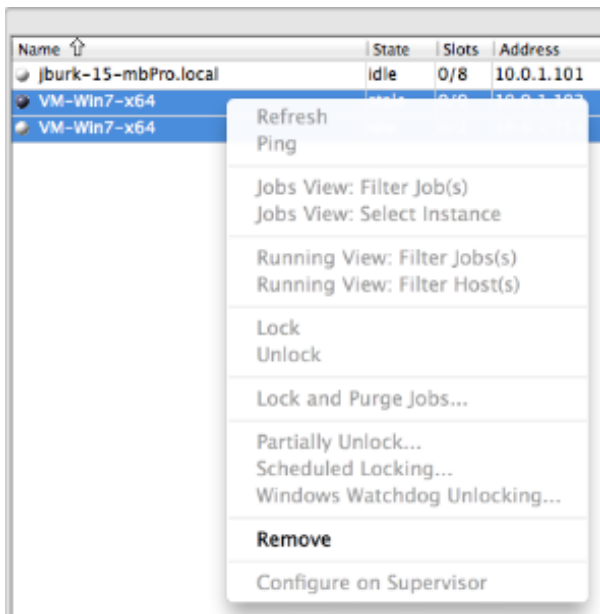 Name State Slots Address
jburk-15-mbPro.local idle 0/8 10.0.1.101
VM-Win7-x64
VM-Win7-x64
Refresh
Ping
Jobs View: Filter Job(s)
Jobs View: Select Instance
Running View: Filter Jobs(s)
Running View: Filter Host(s)
Lock
Unlock
Lock and Purge Jobs...
Partially Unlock...
Scheduled Locking...
Windows Watchdog Unlocking...
Remove
Configure on Supervisor